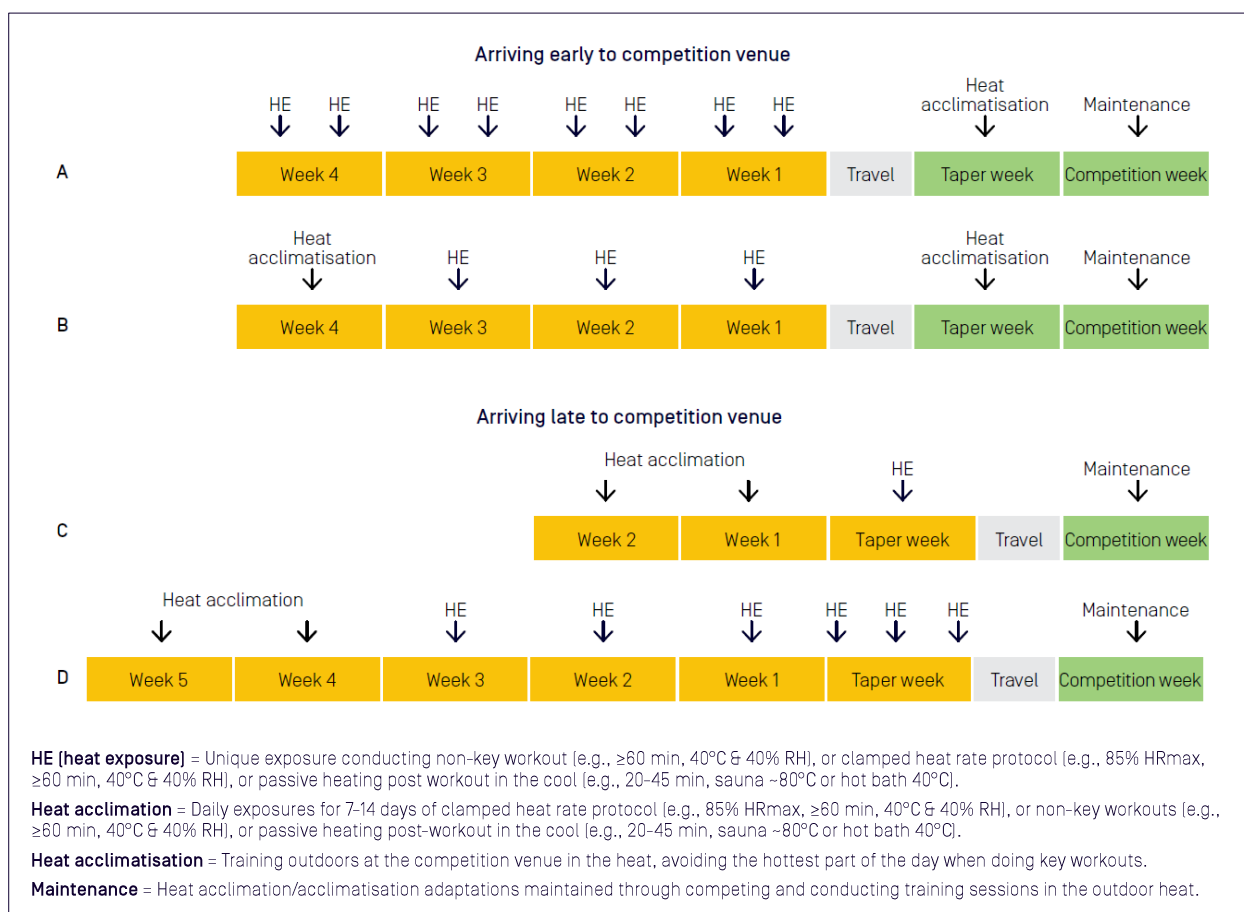 Arriving early to competition venue
HE HE HE HE HE HE HE HE Heat acclimatisation Maintenance
A Week 4 Week 3 Week 2 Week 1 Travel Taper week Competition week
Heat acclimatisation HE HE HE Heat acclimatisation Maintenance
B Week 4 Week 3 Week 2 Week 1 Travel Taper week Competition week
Arriving late to competition venue
Heat acclimation HE Maintenance
C Week 2 Week 1 Taper week Travel Competition week
Heat acclimation HE HE HE HE HE HE Maintenance
D Week 5 Week 4 Week 3 Week 2 Week 1 Taper week Travel Competition week
HE (heat exposure) = Unique exposure conducting non-key workout (e.g., ≥60 min, 40°C & 40% RH), or clamped heat rate protocol (e.g., 85% HRmax,
≥60 min, 40°C & 40% RH), or passive heating post workout in the cool (e.g., 20-45 min, sauna ~80°C or hot bath 40°C).
Heat acclimation = Daily exposures for 7-14 days of clamped heat rate protocol (e.g., 85% HRmax, ≥60 min, 40°C & 40% RH), or non-key workouts (e.g.,
≥60 min, 40°C & 40% RH), or passive heating post-workout in the cool (e.g., 20-45 min, sauna ~80°C or hot bath 40°C).
Heat acclimatisation = Training outdoors at the competition venue in the heat, avoiding the hottest part of the day when doing key workouts.
Maintenance = Heat acclimation/acclimatisation adaptations maintained through competing and conducting training sessions in the outdoor heat.